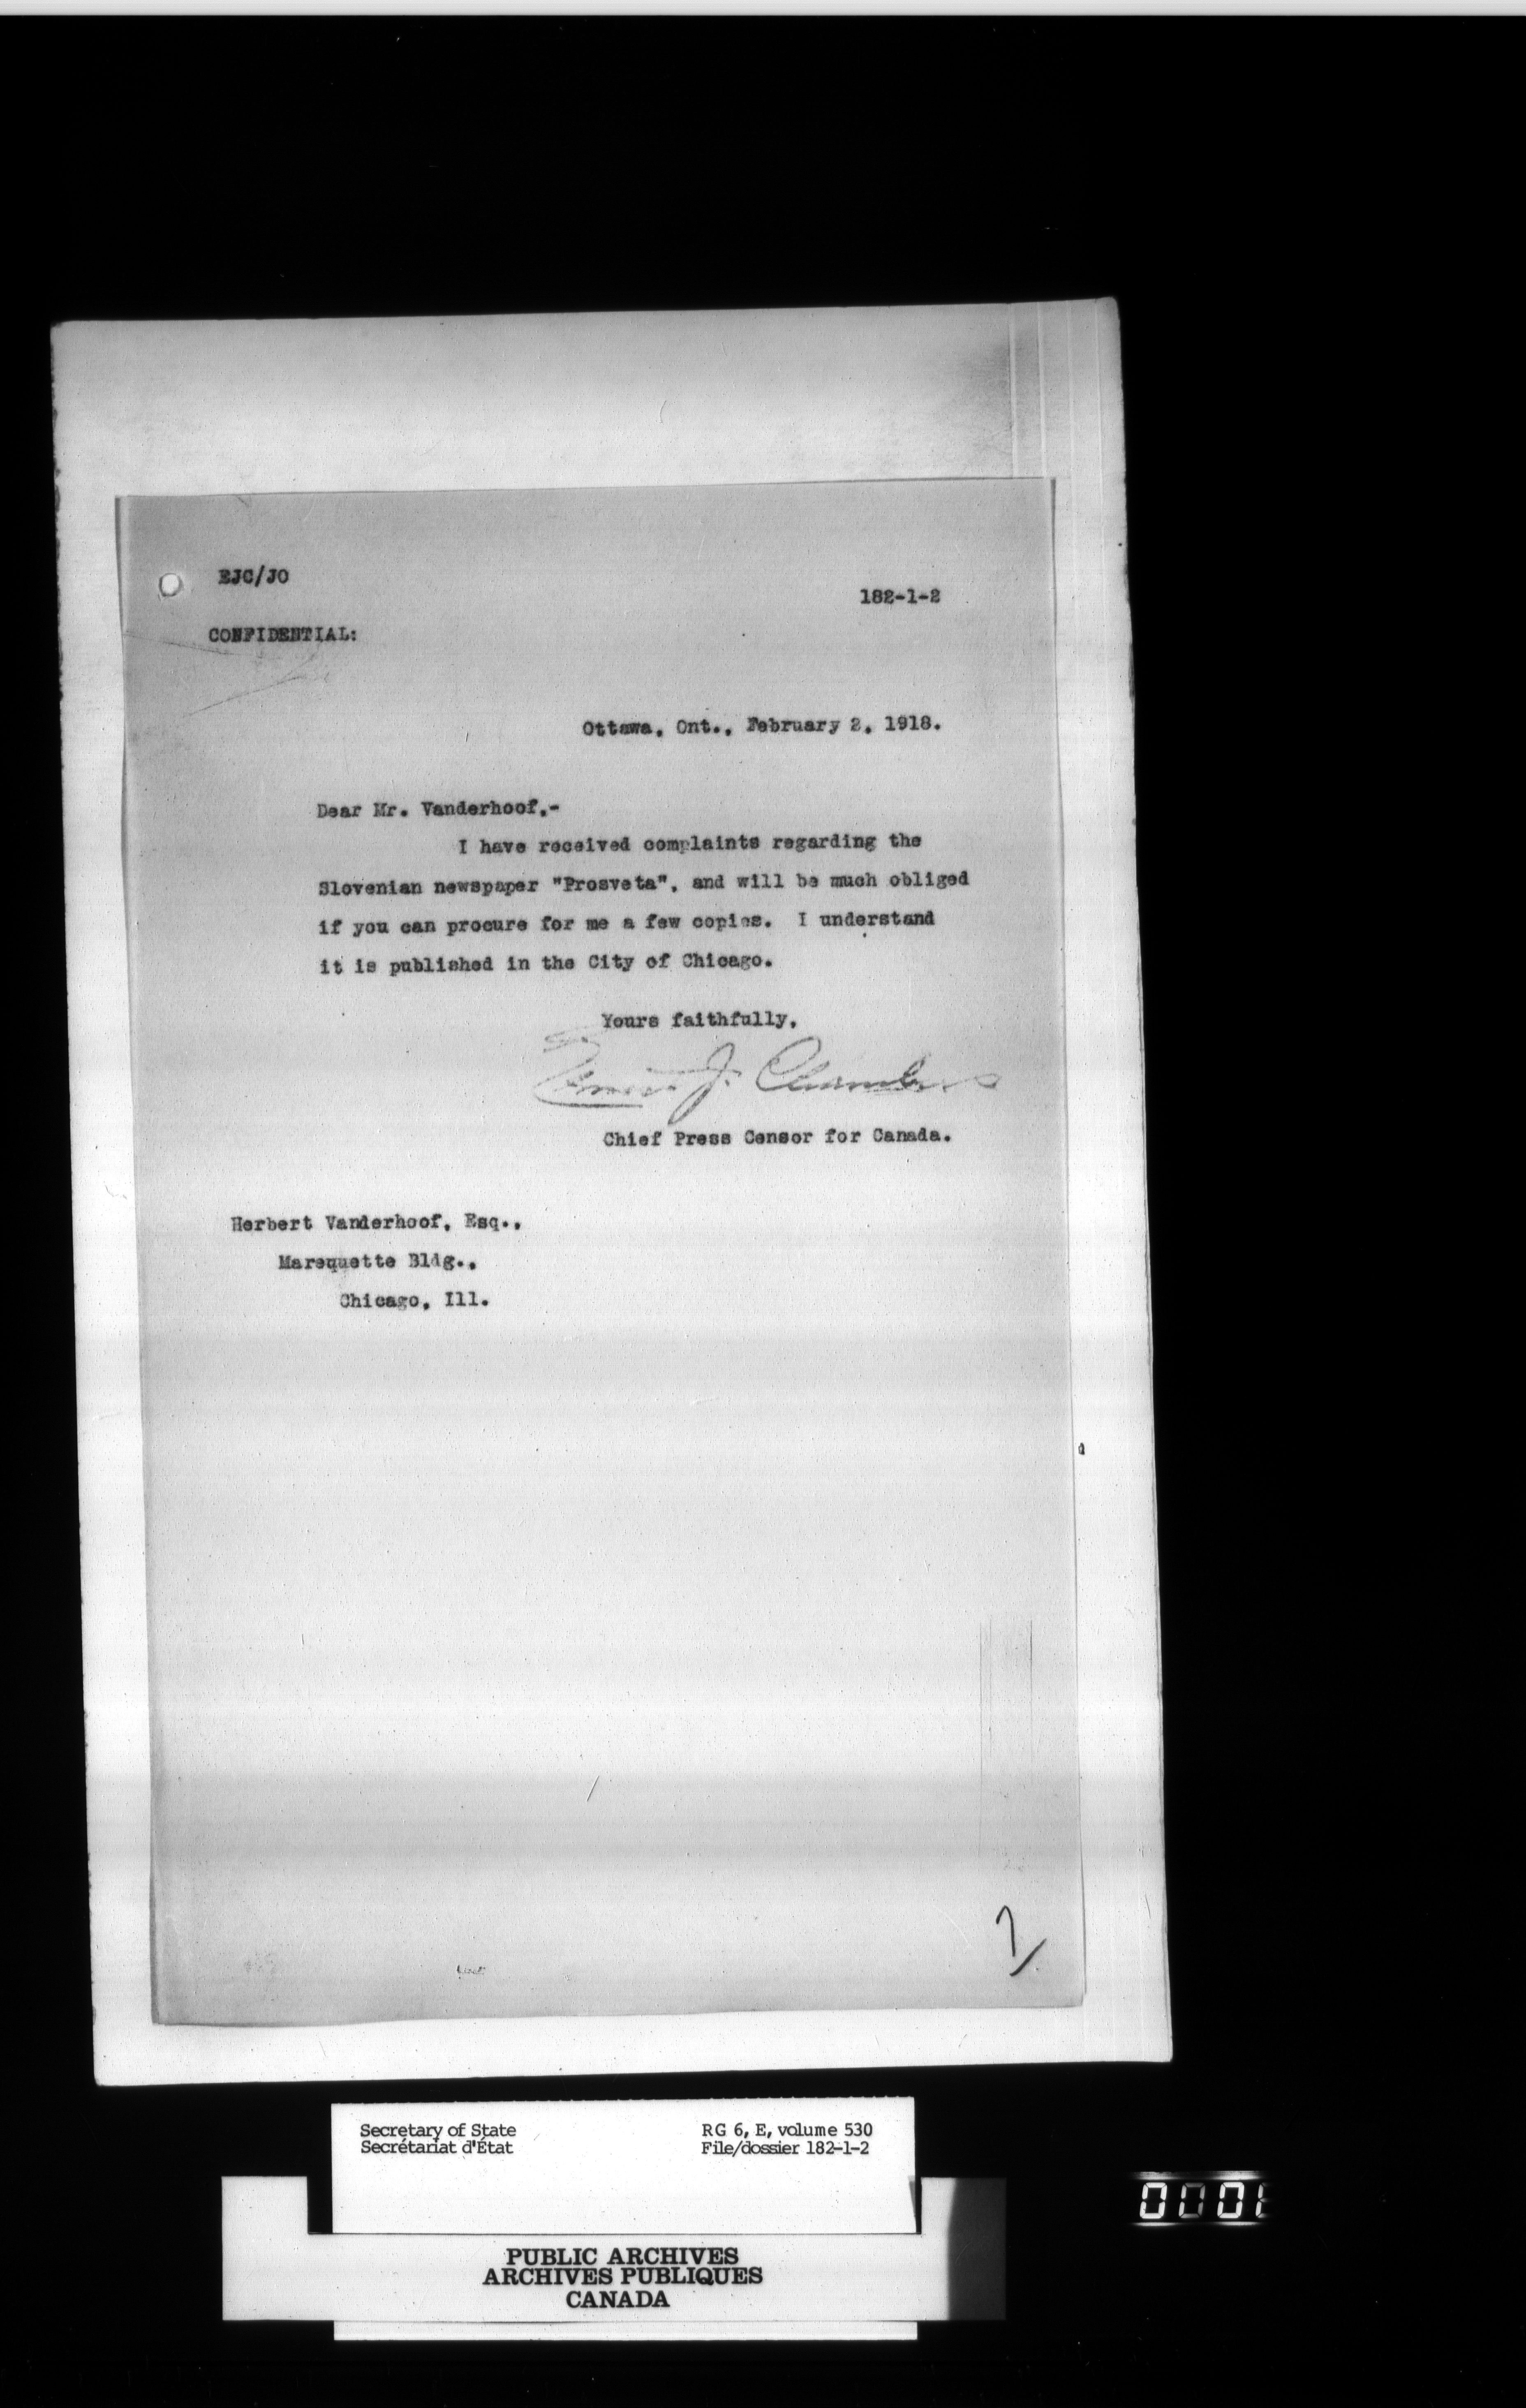 EJC/JO
182-1-2
CONFIDENTIAL:
Ottawa, Ont., February 2, 1918.
Dear Mr. Vanderhoof,-
I have received complaints regarding the
Slovenian newspaper "Prosveta", and will be much obliged
if you can procure for me a few copies. I understand
it is published in the City of Chicago.
Yours faithfully,
Ernest J. Chambers
Chief Press Censor for Canada.
Herbert Vanderhoof, Esq.,
Marequette Bldg.,
Chicago, Ill.
Secretary of State
Secrétariat d'État
RG 6, E, volume 530
File/dossier 182-1-2
PUBLIC ARCHIVES
ARCHIVES PUBLIQUES
CANADA